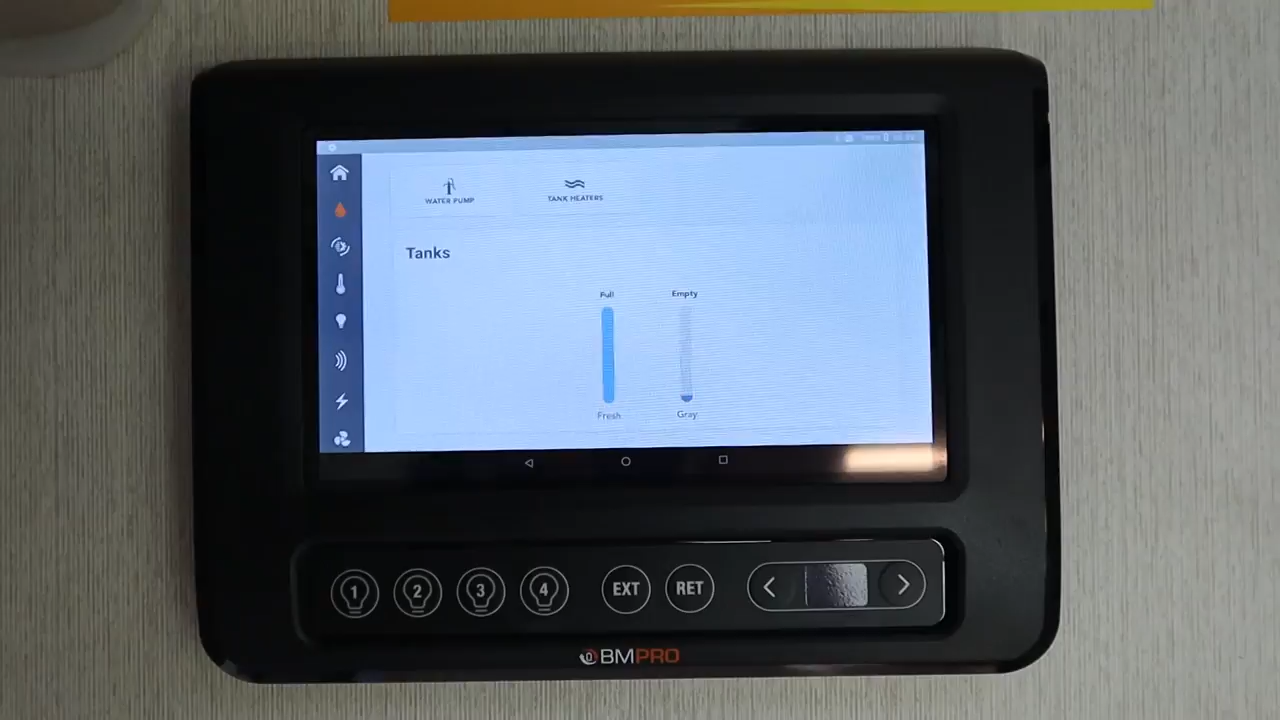 WATER PUMP
TANK HEATERS
Tanks
Full
Empty
Fresh
Gray
1
2
3
4
EXT
RET
BMPRO